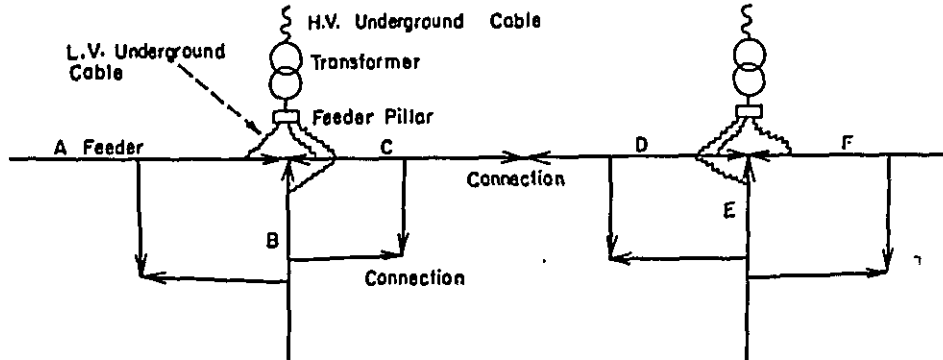 H.V. Underground Cable
L.V. Underground
Cable
Transformer
Feeder Pillar
A Feeder
C
D
F
Connection
B
E
Connection